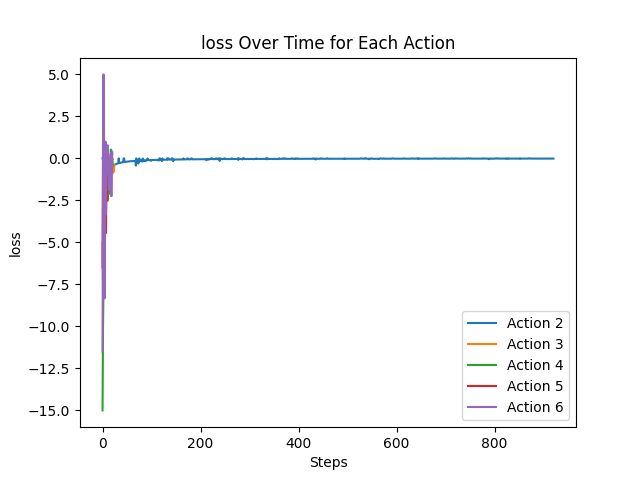 loss Over Time for Each Action
5.0
2.5
0.0
−2.5
−5.0
−7.5
−10.0
−12.5
−15.0
loss
0 200 400 600 800
Steps
Action 2
Action 3
Action 4
Action 5
Action 6